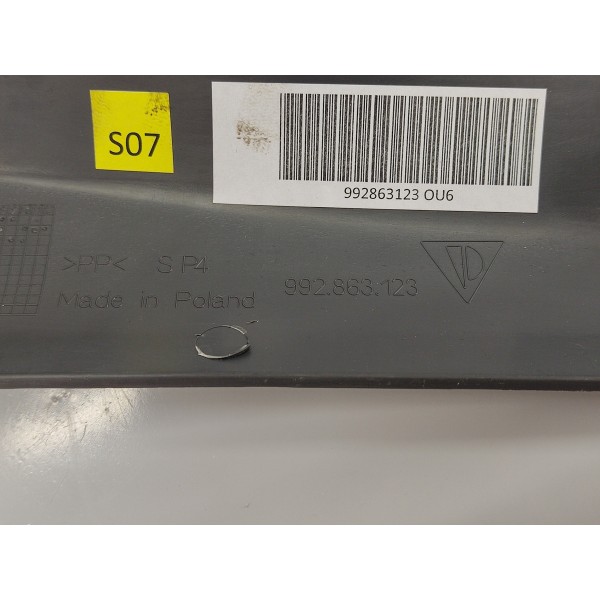 S07
992863123 OU6
>PP< S P4
992.863.123
Made in Poland